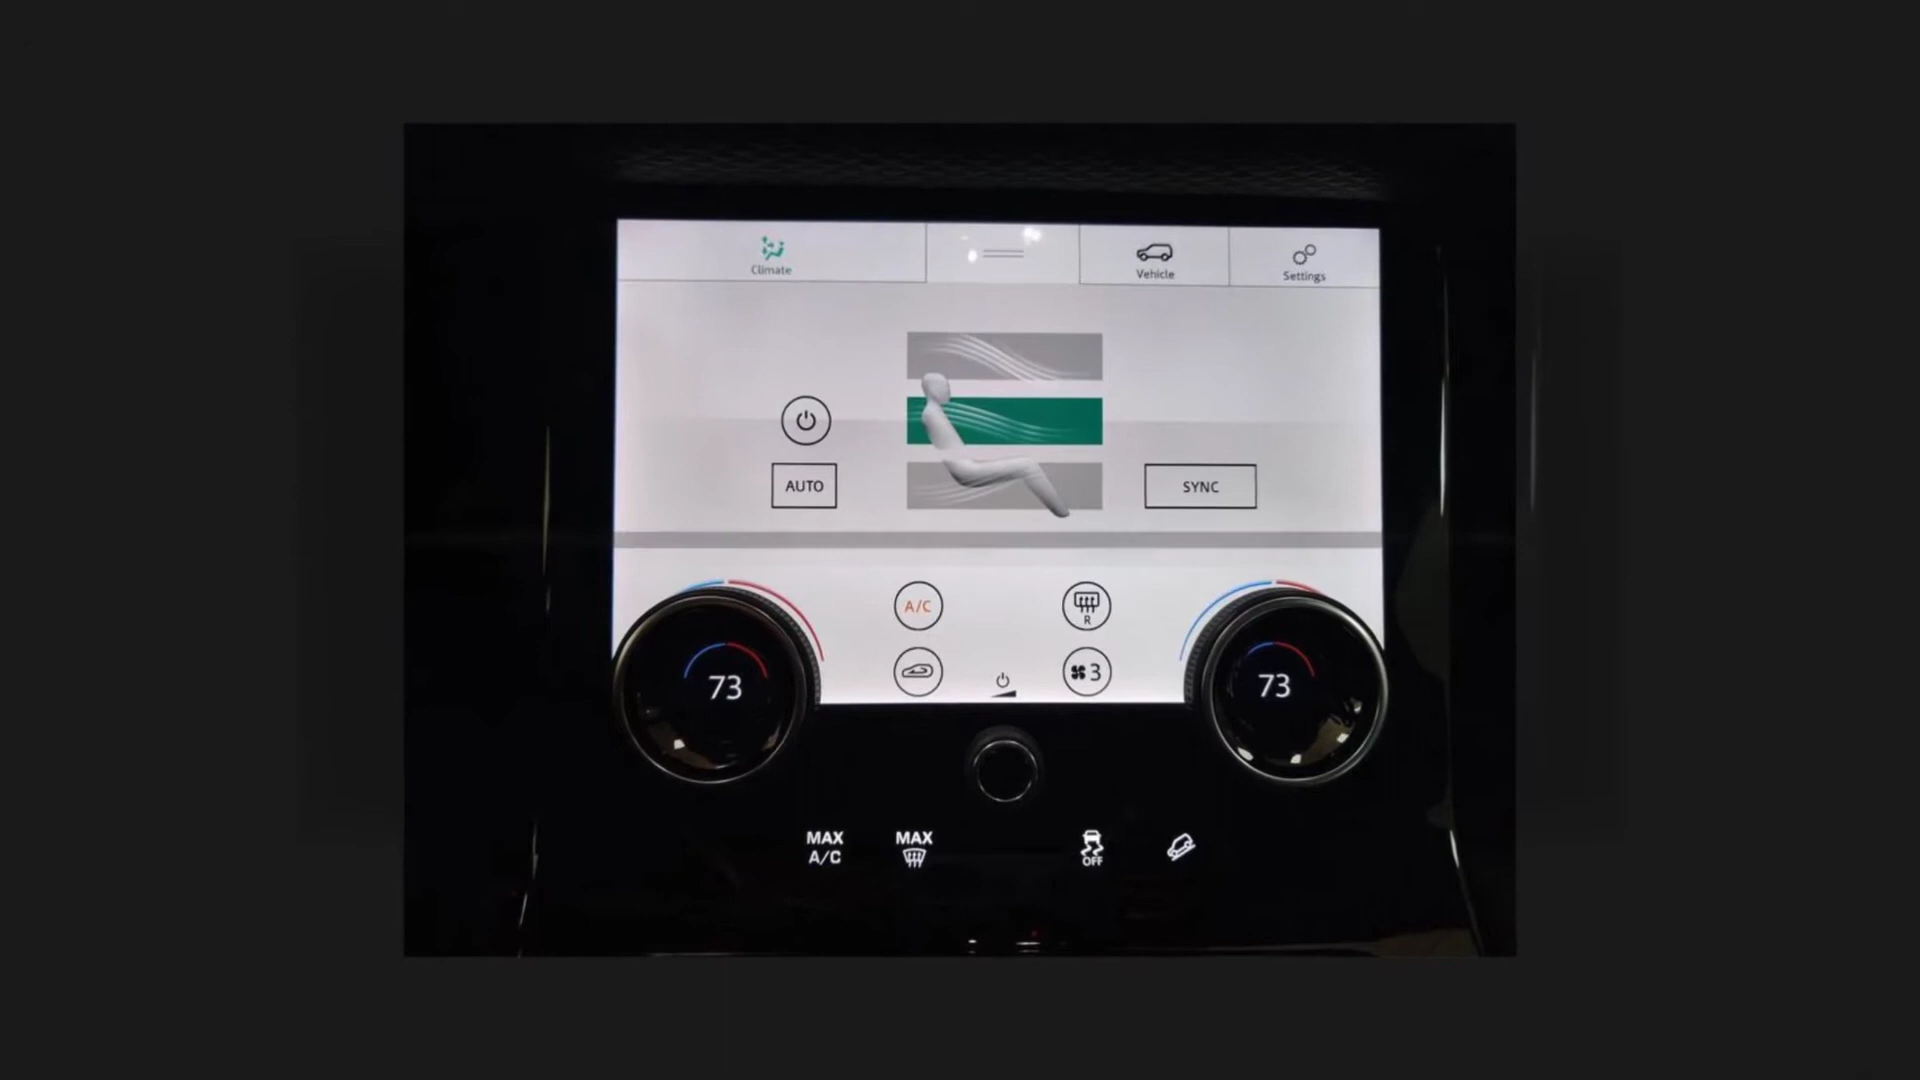 Climate
Vehicle
Settings
AUTO
SYNC
A/C
R
73
3
73
MAX
A/C
MAX
OFF